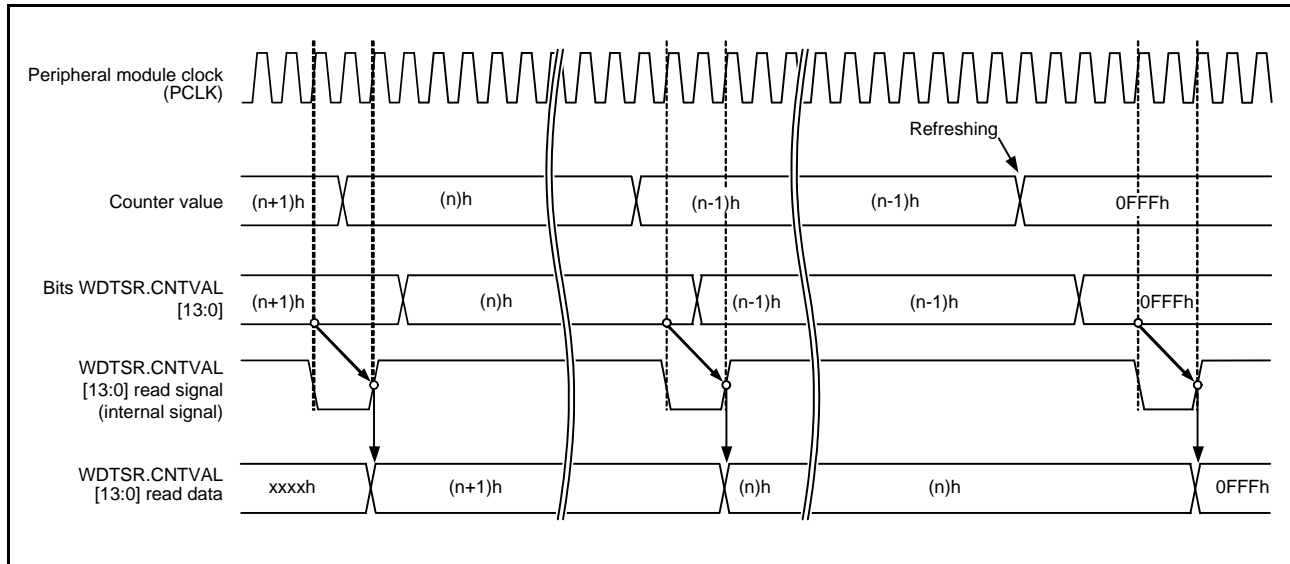 Peripheral module clock
(PCLK)
Refreshing
Counter value
(n+1)h
(n)h
(n-1)h
(n-1)h
0FFFh
Bits WDTSR.CNTVAL
[13:0]
(n+1)h
(n)h
(n-1)h
(n-1)h
0FFFh
WDTSR.CNTVAL
[13:0] read signal
(internal signal)
WDTSR.CNTVAL
[13:0] read data
xxxxh
(n+1)h
(n)h
(n)h
0FFFh